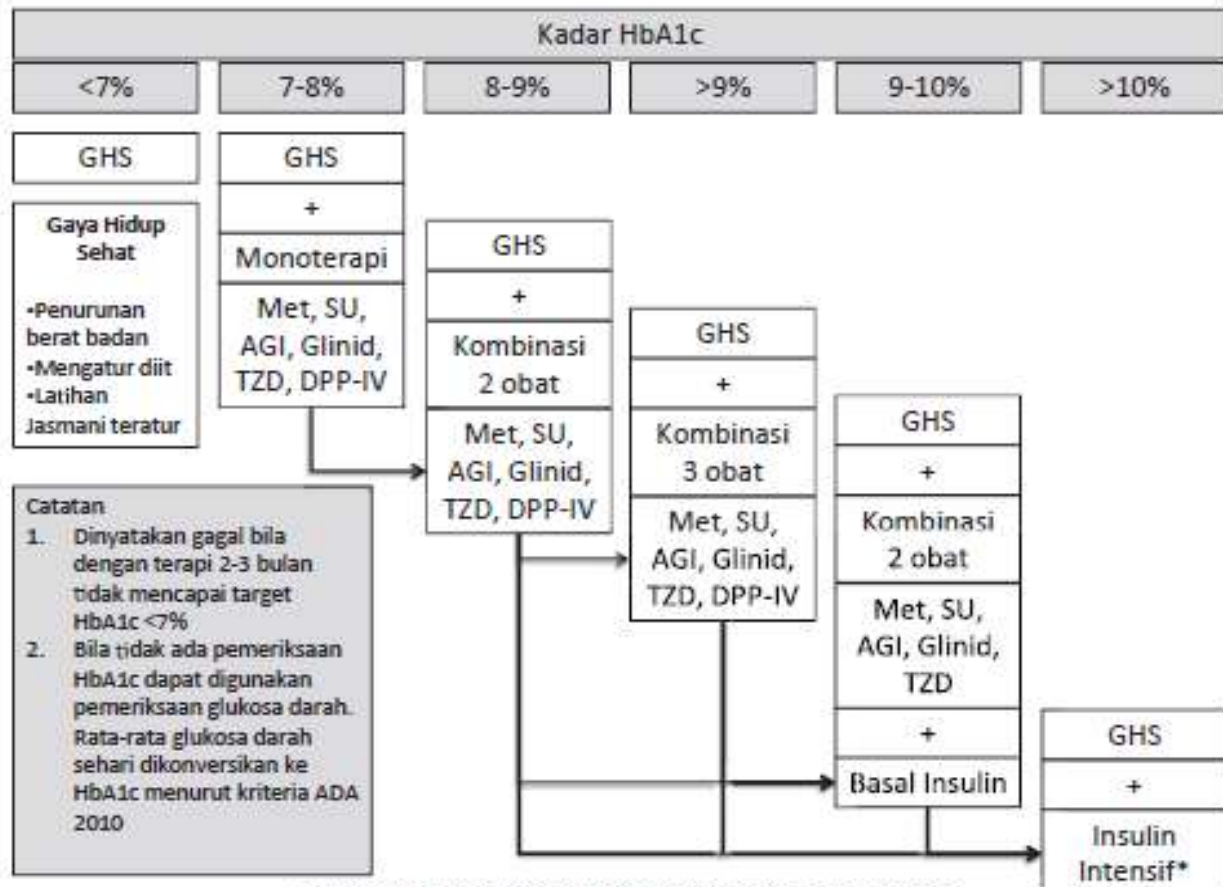 Kadar HbA1c
<7%
7-8%
8-9%
>9%
9-10%
>10%
GHS
Gaya Hidup
Sehat
•Penurunan
berat badan
•Mengatur diit
•Latihan
Jasmani teratur
GHS
+
Monoterapi
Met, SU,
AGI, Glinid,
TZD, DPP-IV
GHS
+
Kombinasi
2 obat
Met, SU,
AGI, Glinid,
TZD, DPP-IV
GHS
+
Kombinasi
3 obat
Met, SU,
AGI, Glinid,
TZD, DPP-IV
GHS
+
Kombinasi
2 obat
Met, SU,
AGI, Glinid,
TZD
+
Basal Insulin
GHS
+
Insulin
Intensif*
Catatan
1. Dinyatakan gagal bila
dengan terapi 2-3 bulan
tidak mencapai target
HbA1c <7%
2. Bila tidak ada pemeriksaan
HbA1c dapat digunakan
pemeriksaan glukosa darah.
Rata-rata glukosa darah
sehari dikonversikan ke
HbA1c menurut kriteria ADA
2010